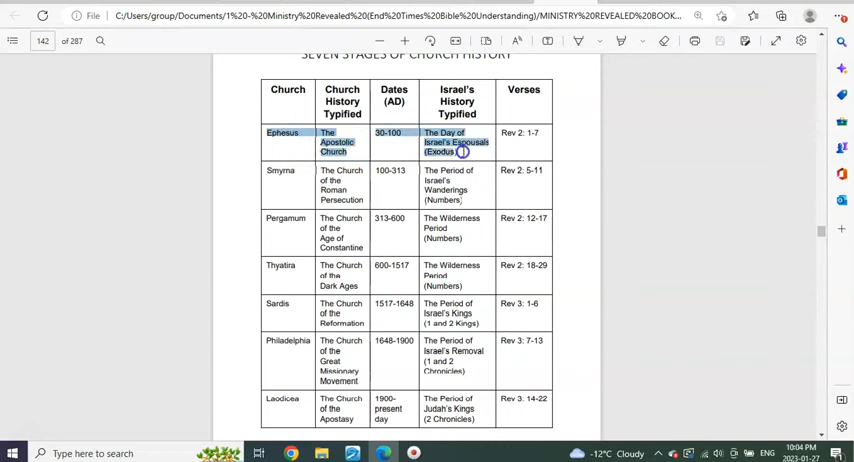 File
C:/Users/group/Documents/1%20-%20Ministry%20Revealed%20(End%20Times%20Bible%20Understanding)/MINISTRY%20REVEALED%20BOOK...
142 of 287
SEVEN STAGES OF CHURCH HISTORY
Church
Church
History
Typified
Dates
(AD)
Israel's
History
Typified
Verses
Ephesus
The
Apostolic
Church
30-100
The Day of
Israel's Espousals
(Exodus)
Rev 2: 1-7
Smyrna
The Church
of the
Roman
Persecution
100-313
The Period of
Israel's
Wanderings
(Numbers)
Rev 2: 5-11
Pergamum
The Church
of the
Age of
Constantine
313-600
The Wilderness
Period
(Numbers)
Rev 2: 12-17
Thyatira
The Church
of the
Dark Ages
600-1517
The Wilderness
Period
(Numbers)
Rev 2: 18-29
Sardis
The Church
of the
Reformation
1517-1648
The Period of
Israel's Kings
(1 and 2 Kings)
Rev 3: 1-6
Philadelphia
The Church
of the
Great
Missionary
Movement
1648-1900
The Period of
Israel's Removal
(1 and 2
Chronicles)
Rev 3: 7-13
Laodicea
The Church
of the
Apostasy
1900-
present
day
The Period of
Judah's Kings
(2 Chronicles)
Rev 3: 14-22
Type here to search
-12°C Cloudy
ENG
10:04 PM
2023-01-27